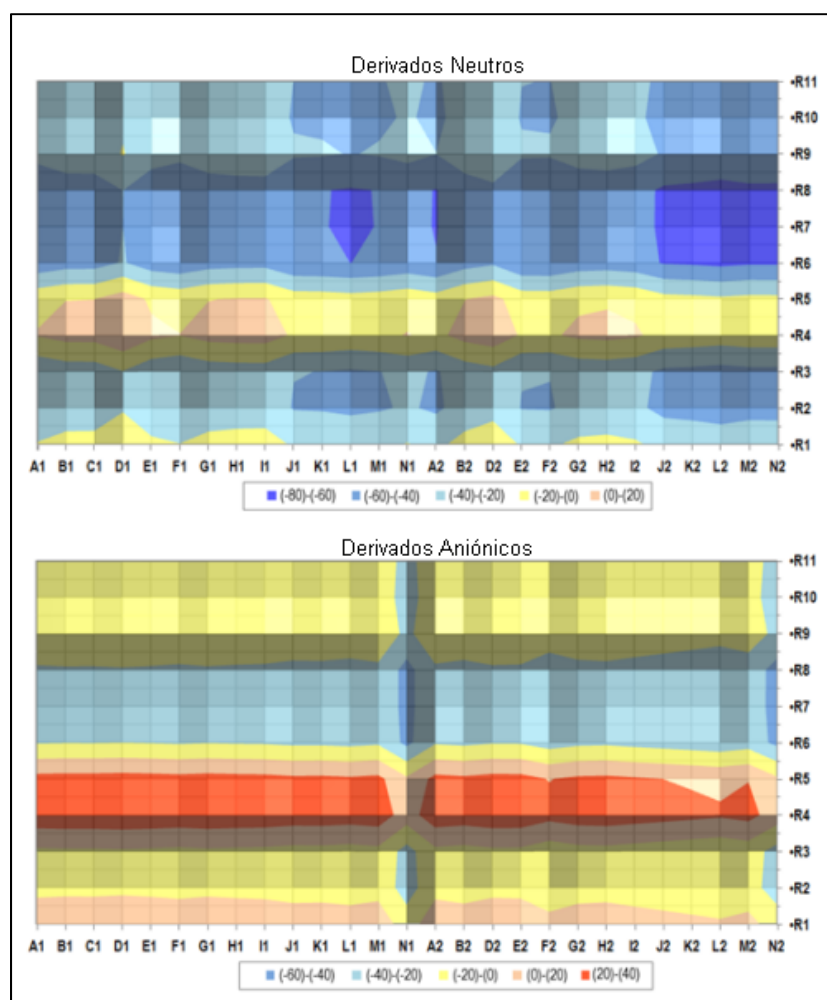 Derivados Neutros
•R11
•R10
•R9
•R8
•R7
•R6
•R5
•R4
•R3
•R2
•R1
A1 B1 C1 D1 E1 F1 G1 H1 I1 J1 K1 L1 M1 N1 A2 B2 D2 E2 F2 G2 H2 I2 J2 K2 L2 M2 N2
(-80)-(-60) (-60)-(-40) (-40)-(-20) (-20)-(0) (0)-(20)
Derivados Aniónicos
•R11
•R10
•R9
•R8
•R7
•R6
•R5
•R4
•R3
•R2
•R1
A1 B1 C1 D1 E1 F1 G1 H1 I1 J1 K1 L1 M1 N1 A2 B2 D2 E2 F2 G2 H2 I2 J2 K2 L2 M2 N2
(-60)-(-40) (-40)-(-20) (-20)-(0) (0)-(20) (20)-(40)